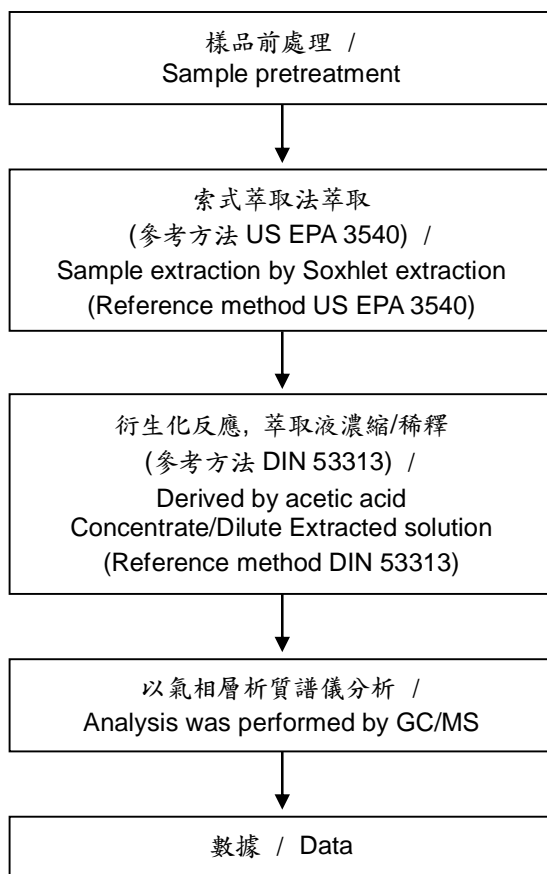 樣品前處理 /
Sample pretreatment
索式萃取法萃取
(參考方法 US EPA 3540) /
Sample extraction by Soxhlet extraction
(Reference method US EPA 3540)
衍生化反應, 萃取液濃縮/稀釋
(參考方法 DIN 53313) /
Derived by acetic acid
Concentrate/Dilute Extracted solution
(Reference method DIN 53313)
以氣相層析質譜儀分析 /
Analysis was performed by GC/MS
數據 / Data